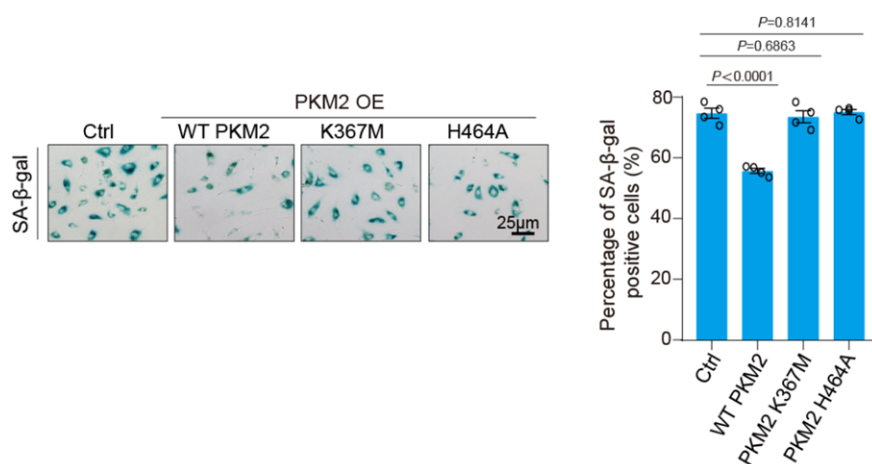 PKM2 OE
Ctrl WT PKM2 K367M H464A
SA-β-gal
25μm
P=0.8141
P=0.6863
P<0.0001
Percentage of SA-β-gal
positive cells (%)
80
60
40
20
0
Ctrl
WT PKM2
PKM2 K367M
PKM2 H464A